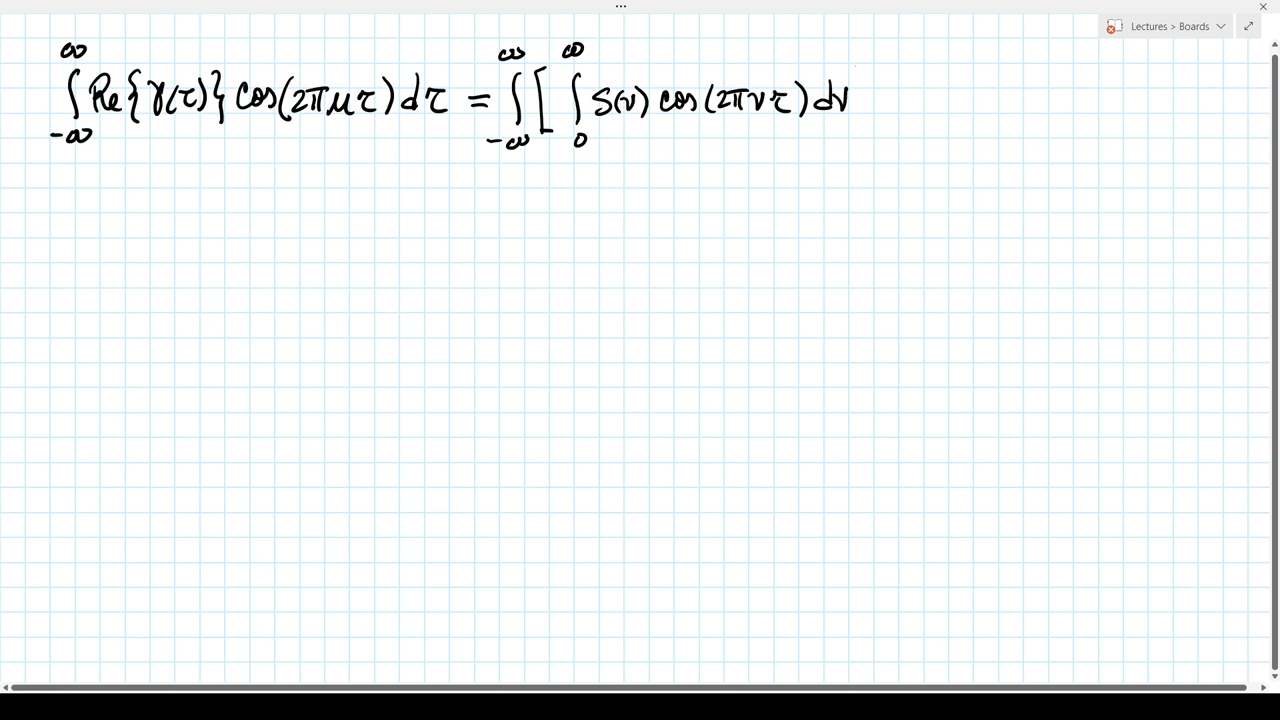 Lectures > Boards
∫_{-∞}^{∞} Re{γ(τ)} cos(2πμτ) dτ = ∫_{-∞}^{∞} [ ∫_{0}^{∞} S(ν) cos(2πντ) dν